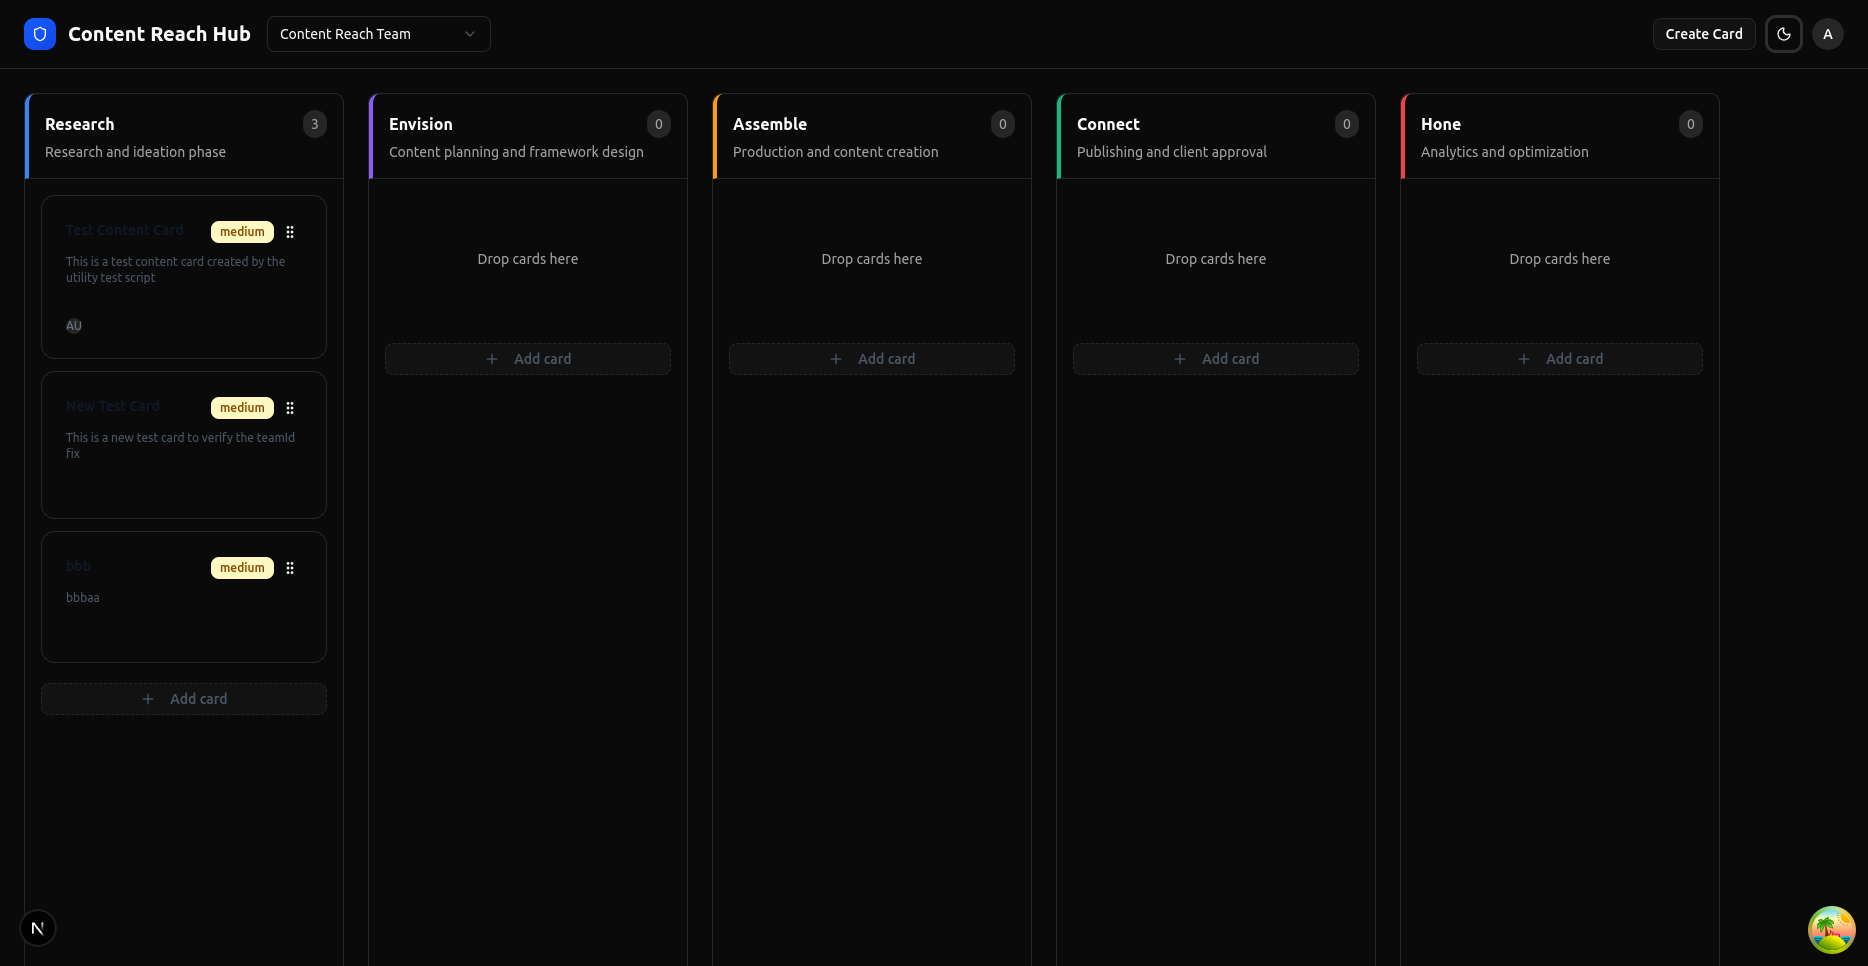 Content Reach Hub
Content Reach Team
Create Card
A
Research
3
Research and ideation phase
Test Content Card
medium
This is a test content card created by the
utility test script
AU
New Test Card
medium
This is a new test card to verify the teamId
fix
bbb
medium
bbbaa
Add card
Envision
0
Content planning and framework design
Drop cards here
Add card
Assemble
0
Production and content creation
Drop cards here
Add card
Connect
0
Publishing and client approval
Drop cards here
Add card
Hone
0
Analytics and optimization
Drop cards here
Add card
N